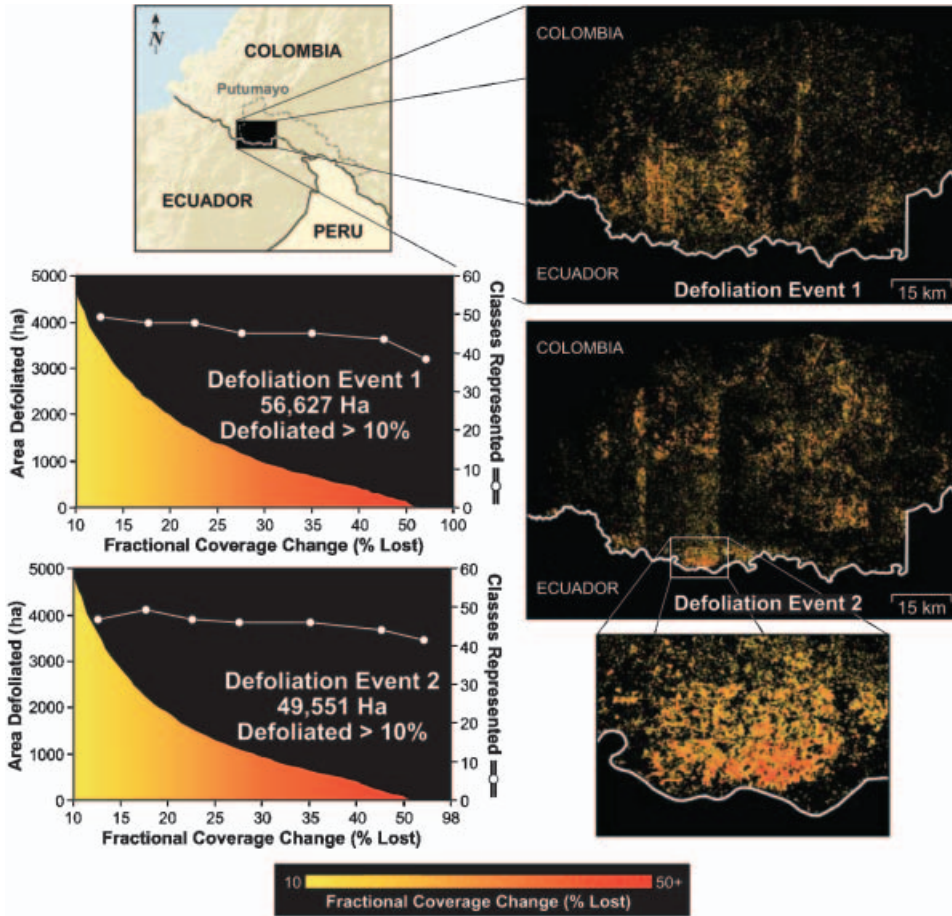 N
COLOMBIA
Putumayo
ECUADOR
PERU
COLOMBIA
ECUADOR
Defoliation Event 1
15 km
5000
4000
3000
2000
1000
0
Area Defoliated (ha)
60
50
40
30
20
10
0
Classes Represented
Defoliation Event 1
56,627 Ha
Defoliated > 10%
10 15 20 25 30 35 40 50 100
Fractional Coverage Change (% Lost)
COLOMBIA
ECUADOR
Defoliation Event 2
15 km
5000
4000
3000
2000
1000
0
Area Defoliated (ha)
60
50
40
30
20
10
0
Classes Represented
Defoliation Event 2
49,551 Ha
Defoliated > 10%
10 15 20 25 30 35 40 50 98
Fractional Coverage Change (% Lost)
10 50+
Fractional Coverage Change (% Lost)